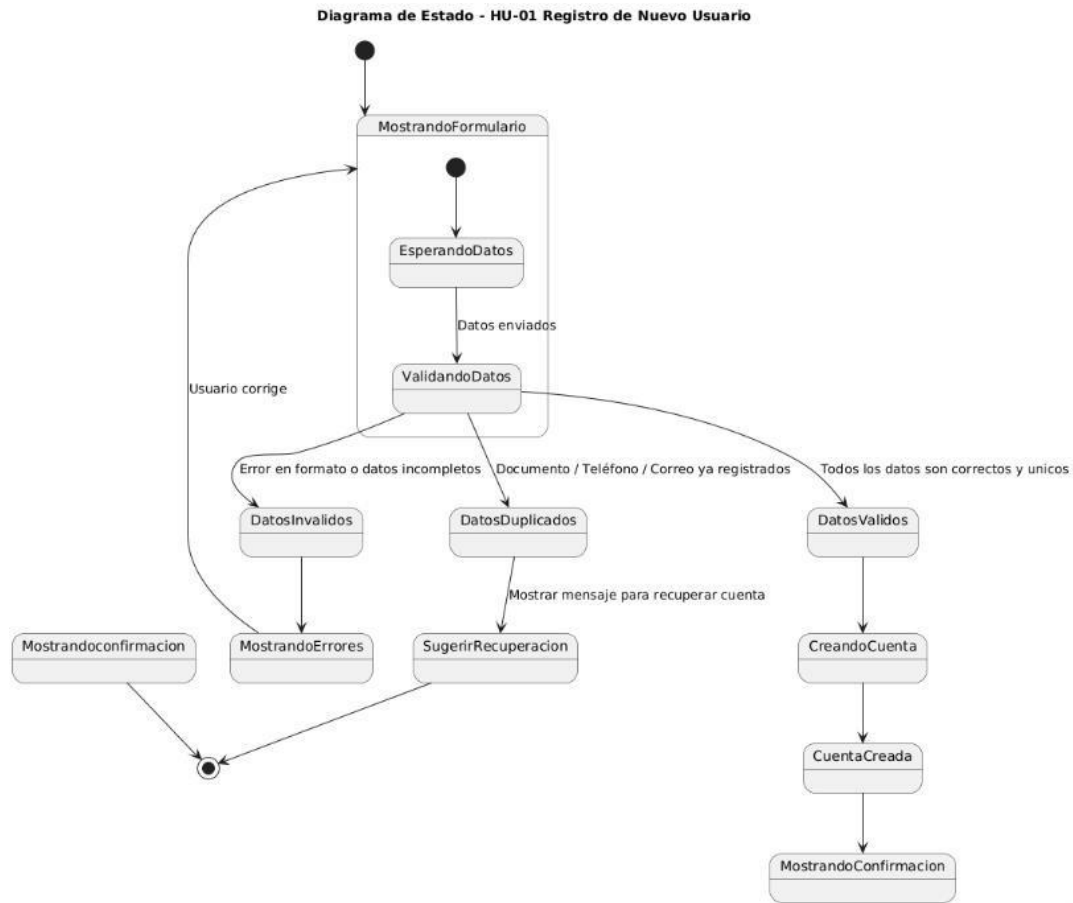 Diagrama de Estado - HU-01 Registro de Nuevo Usuario
MostrandoFormulario
EsperandoDatos
Datos enviados
ValidandoDatos
Usuario corrige
Error en formato o datos incompletos
Documento / Teléfono / Correo ya registrados
Todos los datos son correctos y unicos
DatosInvalidos
DatosDuplicados
DatosValidos
Mostrar mensaje para recuperar cuenta
Mostrandoconfirmacion
MostrandoErrores
SugerirRecuperacion
CreandoCuenta
CuentaCreada
MostrandoConfirmacion